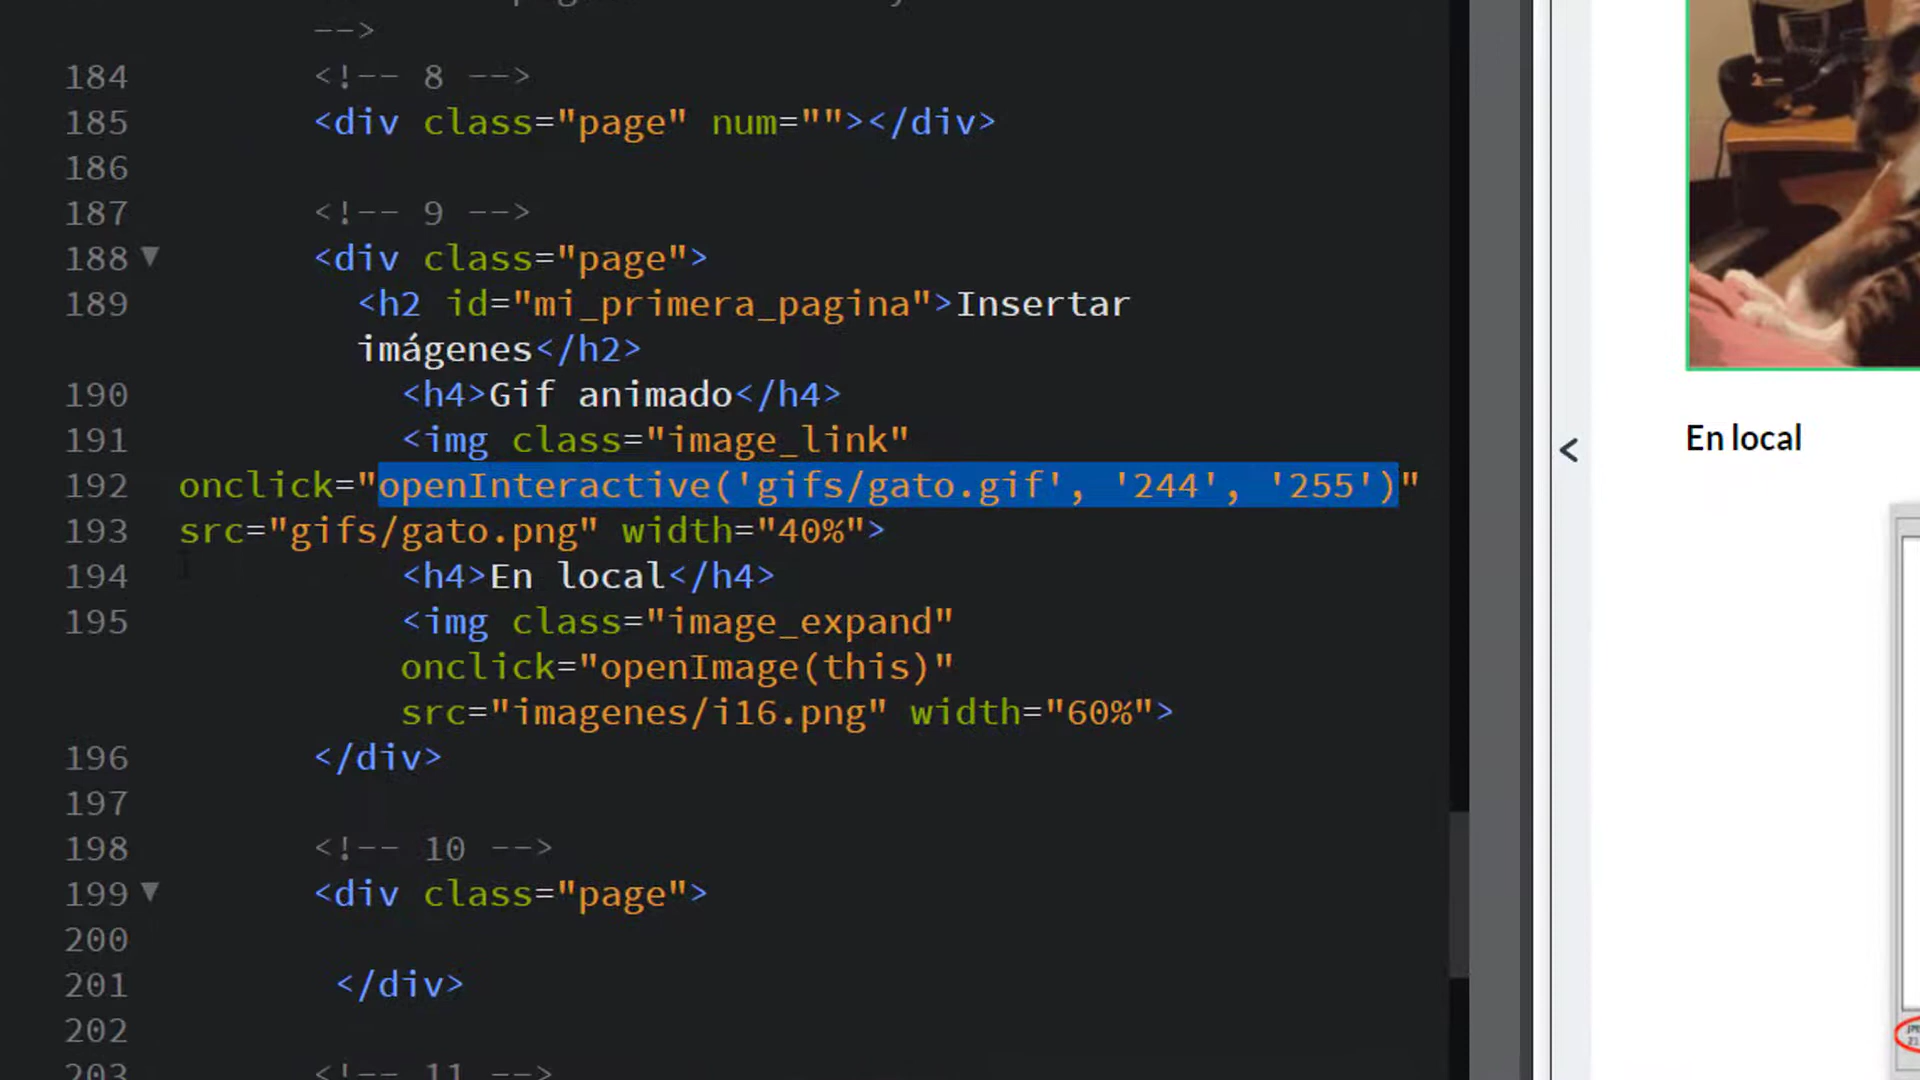 -->
184 <!-- 8 -->
185 <div class="page" num=""></div>
186
187 <!-- 9 -->
188 <div class="page">
189 <h2 id="mi_primera_pagina">Insertar
imágenes</h2>
190 <h4>Gif animado</h4>
191 <img class="image_link"
192 onclick="openInteractive('gifs/gato.gif', '244', '255')"
193 src="gifs/gato.png" width="40%">
194 <h4>En local</h4>
195 <img class="image_expand"
onclick="openImage(this)"
src="imagenes/i16.png" width="60%">
196 </div>
197
198 <!-- 10 -->
199 <div class="page">
200
201 </div>
202
203 <!-- 11 -->
<
En local